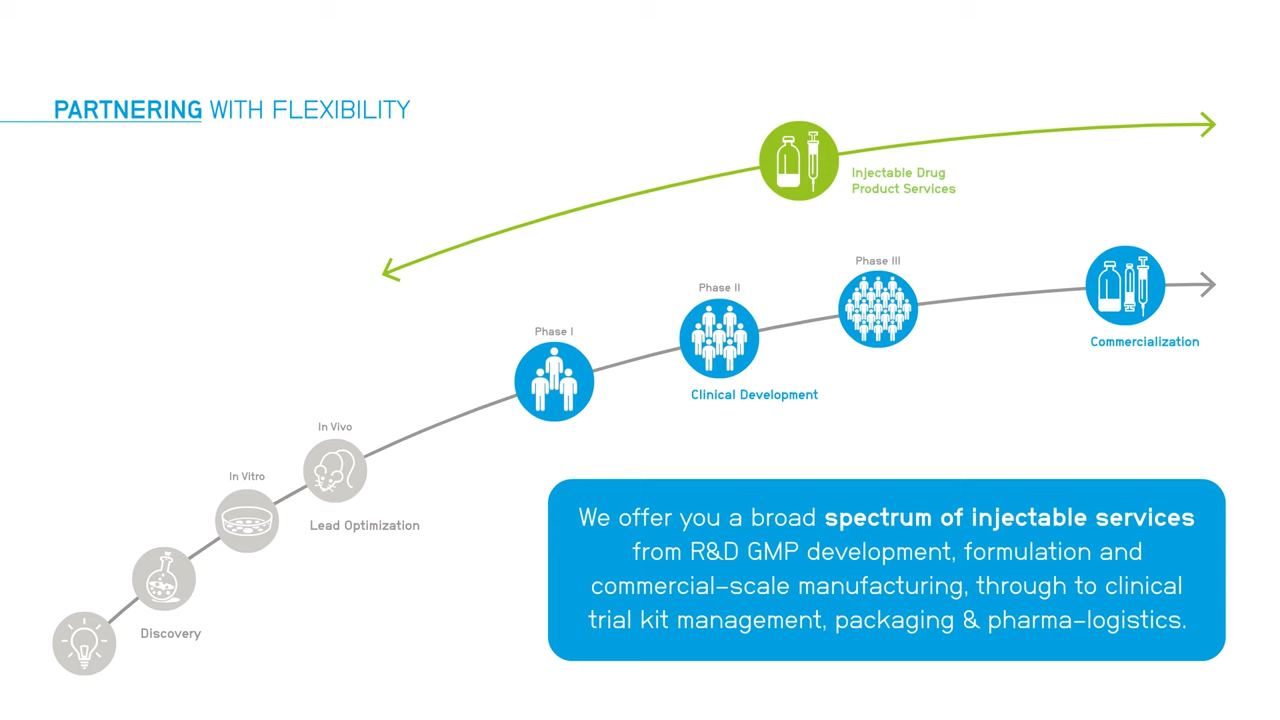 PARTNERING WITH FLEXIBILITY
Injectable Drug
Product Services
Phase III
Phase II
Phase I
Commercialization
Clinical Development
In Vivo
In Vitro
Lead Optimization
Discovery
We offer you a broad spectrum of injectable services
from R&D GMP development, formulation and
commercial-scale manufacturing, through to clinical
trial kit management, packaging & pharma-logistics.